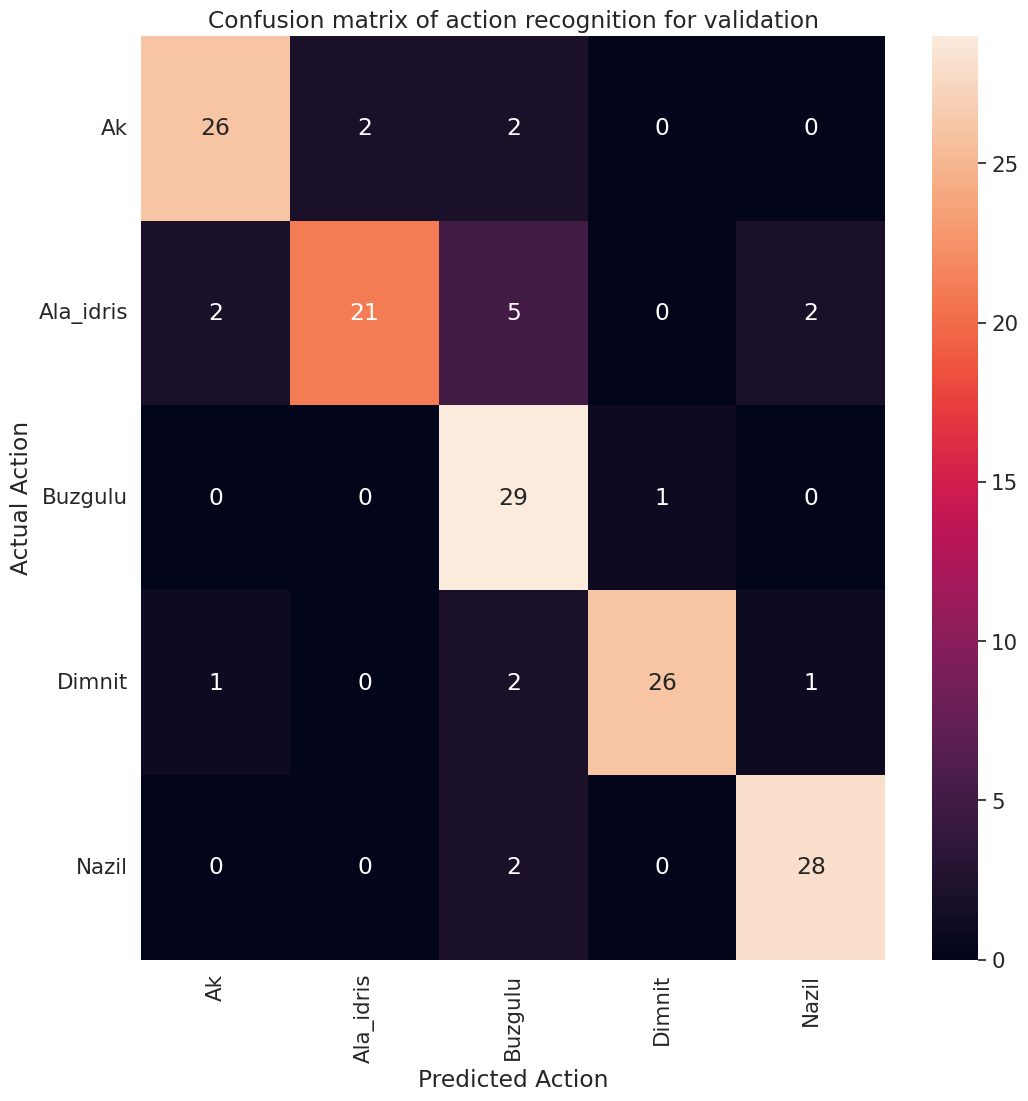 Confusion matrix of action recognition for validation
Ak 26 2 2 0 0
Ala_idris 2 21 5 0 2
Buzgulu 0 0 29 1 0
Dimnit 1 0 2 26 1
Nazil 0 0 2 0 28
Ak Ala_idris Buzgulu Dimnit Nazil
Predicted Action
Actual Action
25
20
15
10
5
0